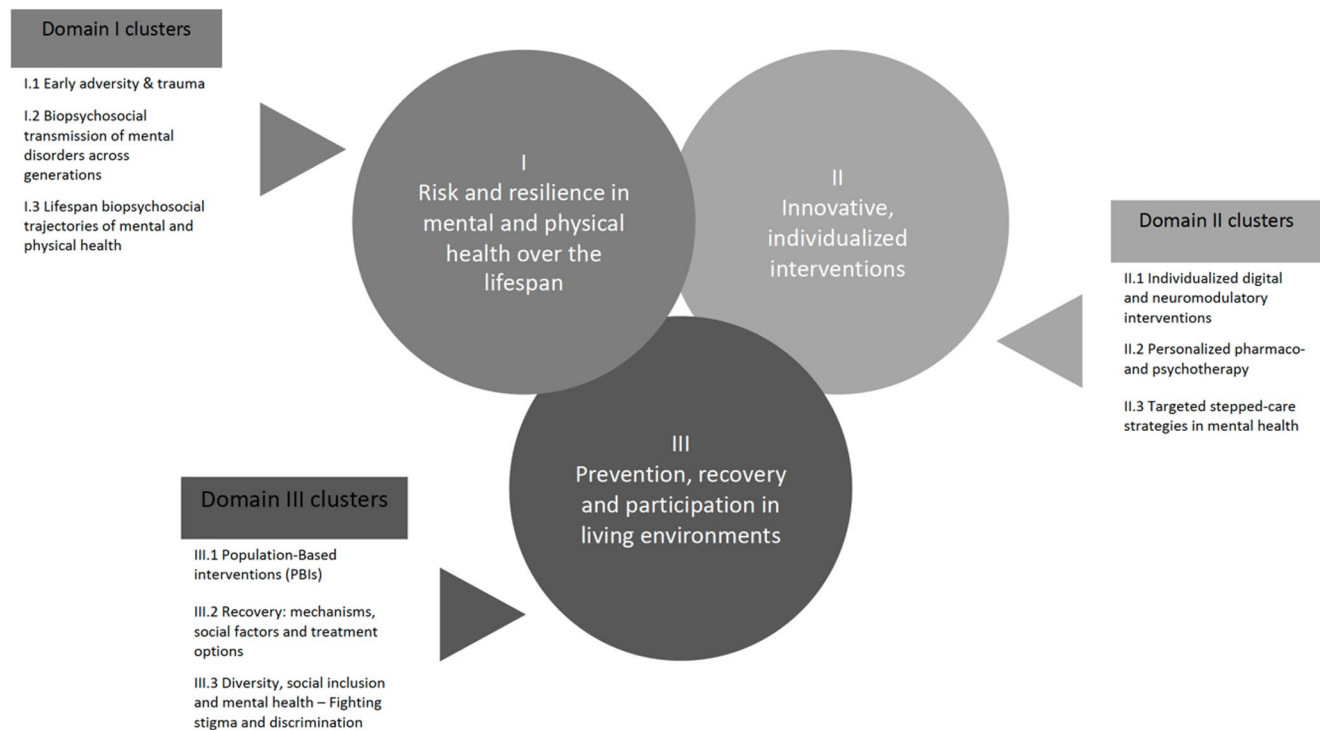 Domain I clusters
I.1 Early adversity & trauma
I.2 Biopsychosocial
transmission of mental
disorders across
generations
I.3 Lifespan biopsychosocial
trajectories of mental and
physical health
I
Risk and resilience in
mental and physical
health over the
lifespan
II
Innovative,
individualized
interventions
Domain II clusters
II.1 Individualized digital
and neuromodulatory
interventions
II.2 Personalized pharmaco-
and psychotherapy
II.3 Targeted stepped-care
strategies in mental health
III
Prevention, recovery
and participation in
living environments
Domain III clusters
III.1 Population-Based
interventions (PBIs)
III.2 Recovery: mechanisms,
social factors and treatment
options
III.3 Diversity, social inclusion
and mental health – Fighting
stigma and discrimination